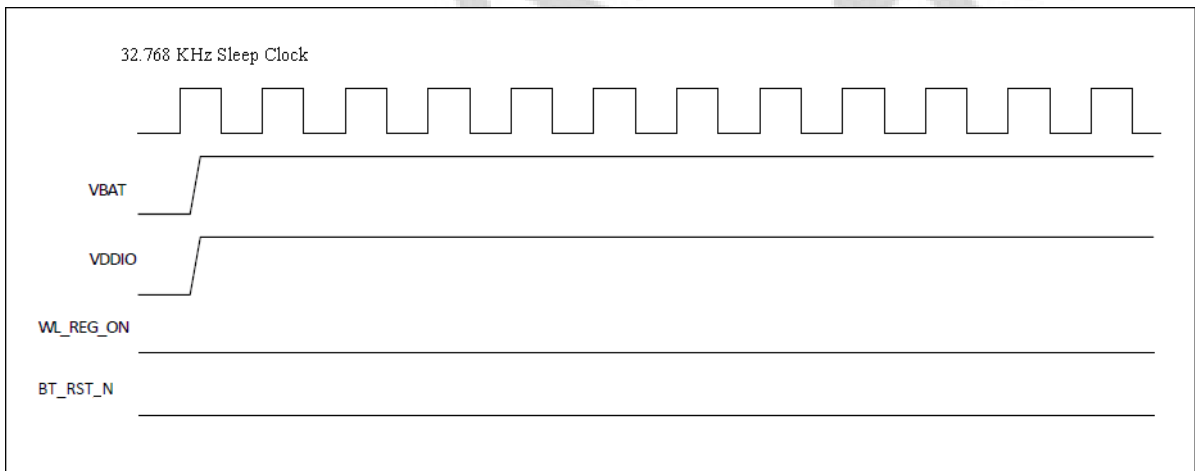 32.768 KHz Sleep Clock
VBAT
VDDIO
WL_REG_ON
BT_RST_N